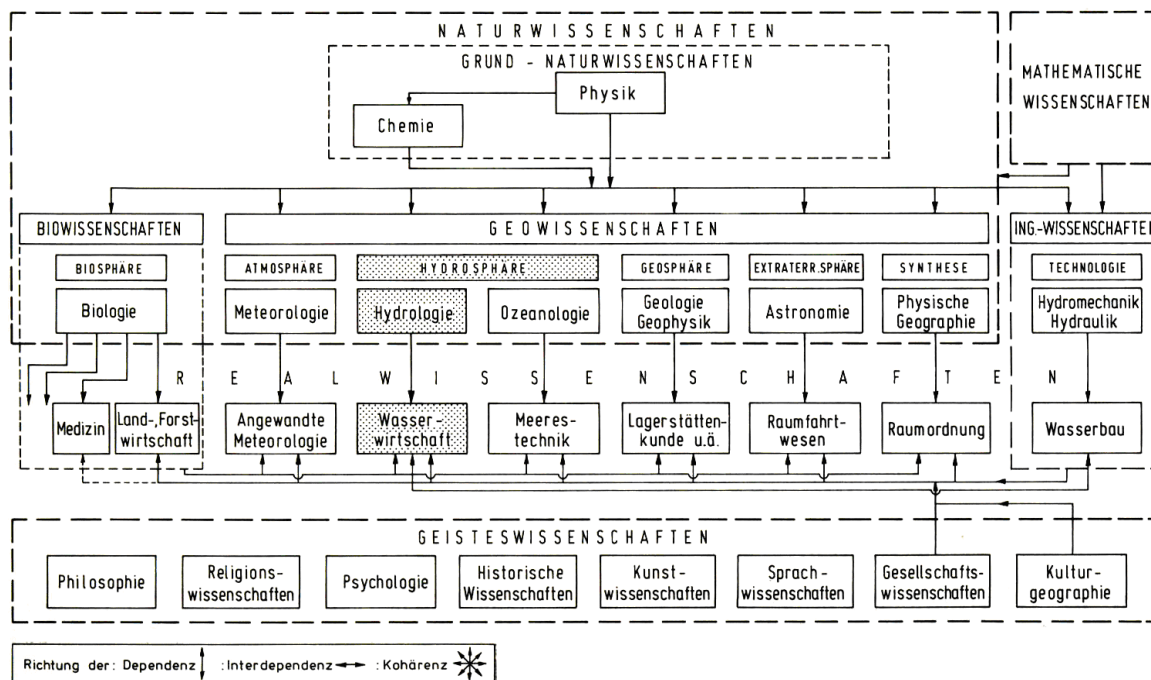 NATURWISSENSCHAFTEN
GRUND - NATURWISSENSCHAFTEN
Physik
Chemie
MATHEMATISCHE
WISSENSCHAFTEN
BIOWISSENSCHAFTEN
GEOWISSENSCHAFTEN
ING.-WISSENSCHAFTEN
BIOSPHÄRE
ATMOSPHÄRE
HYDROSPHÄRE
GEOSPHÄRE
EXTRATERR.SPHÄRE
SYNTHESE
TECHNOLOGIE
Biologie
Meteorologie
Hydrologie
Ozeanologie
Geologie
Geophysik
Astronomie
Physische
Geographie
Hydromechanik
Hydraulik
REALWISSENSCHAFTEN
Medizin
Land-,Forst-
wirtschaft
Angewandte
Meteorologie
Wasser-
wirtschaft
Meeres-
technik
Lagerstätten-
kunde u.ä.
Raumfahrt-
wesen
Raumordnung
Wasserbau
GEISTESWISSENSCHAFTEN
Philosophie
Religions-
wissenschaften
Psychologie
Historische
Wissenschaften
Kunst-
wissenschaften
Sprach-
wissenschaften
Gesellschafts-
wissenschaften
Kultur-
geographie
Richtung der: Dependenz :Interdependenz :Kohärenz